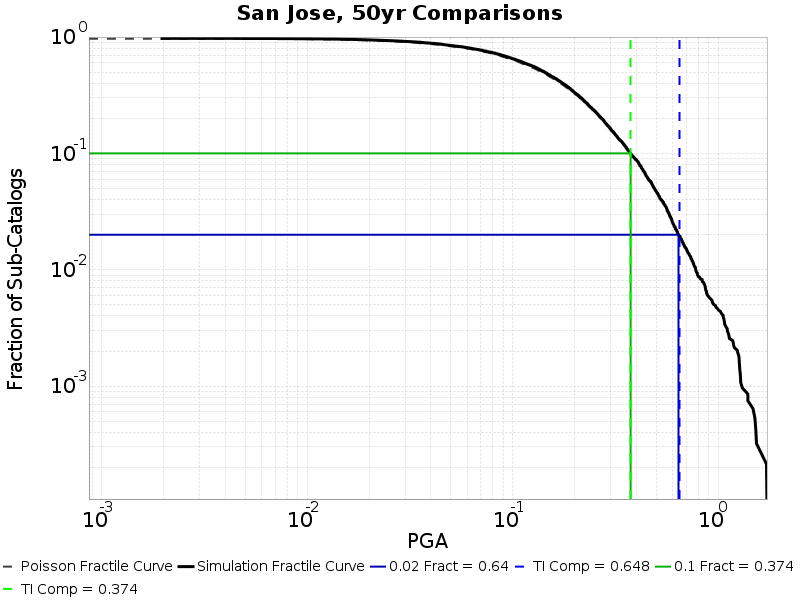 San Jose, 50yr Comparisons
Fraction of Sub-Catalogs
10^0
10^-1
10^-2
10^-3
10^-3 10^-2 10^-1 10^0
PGA
Poisson Fractile Curve Simulation Fractile Curve 0.02 Fract = 0.64 TI Comp = 0.648 0.1 Fract = 0.374
TI Comp = 0.374